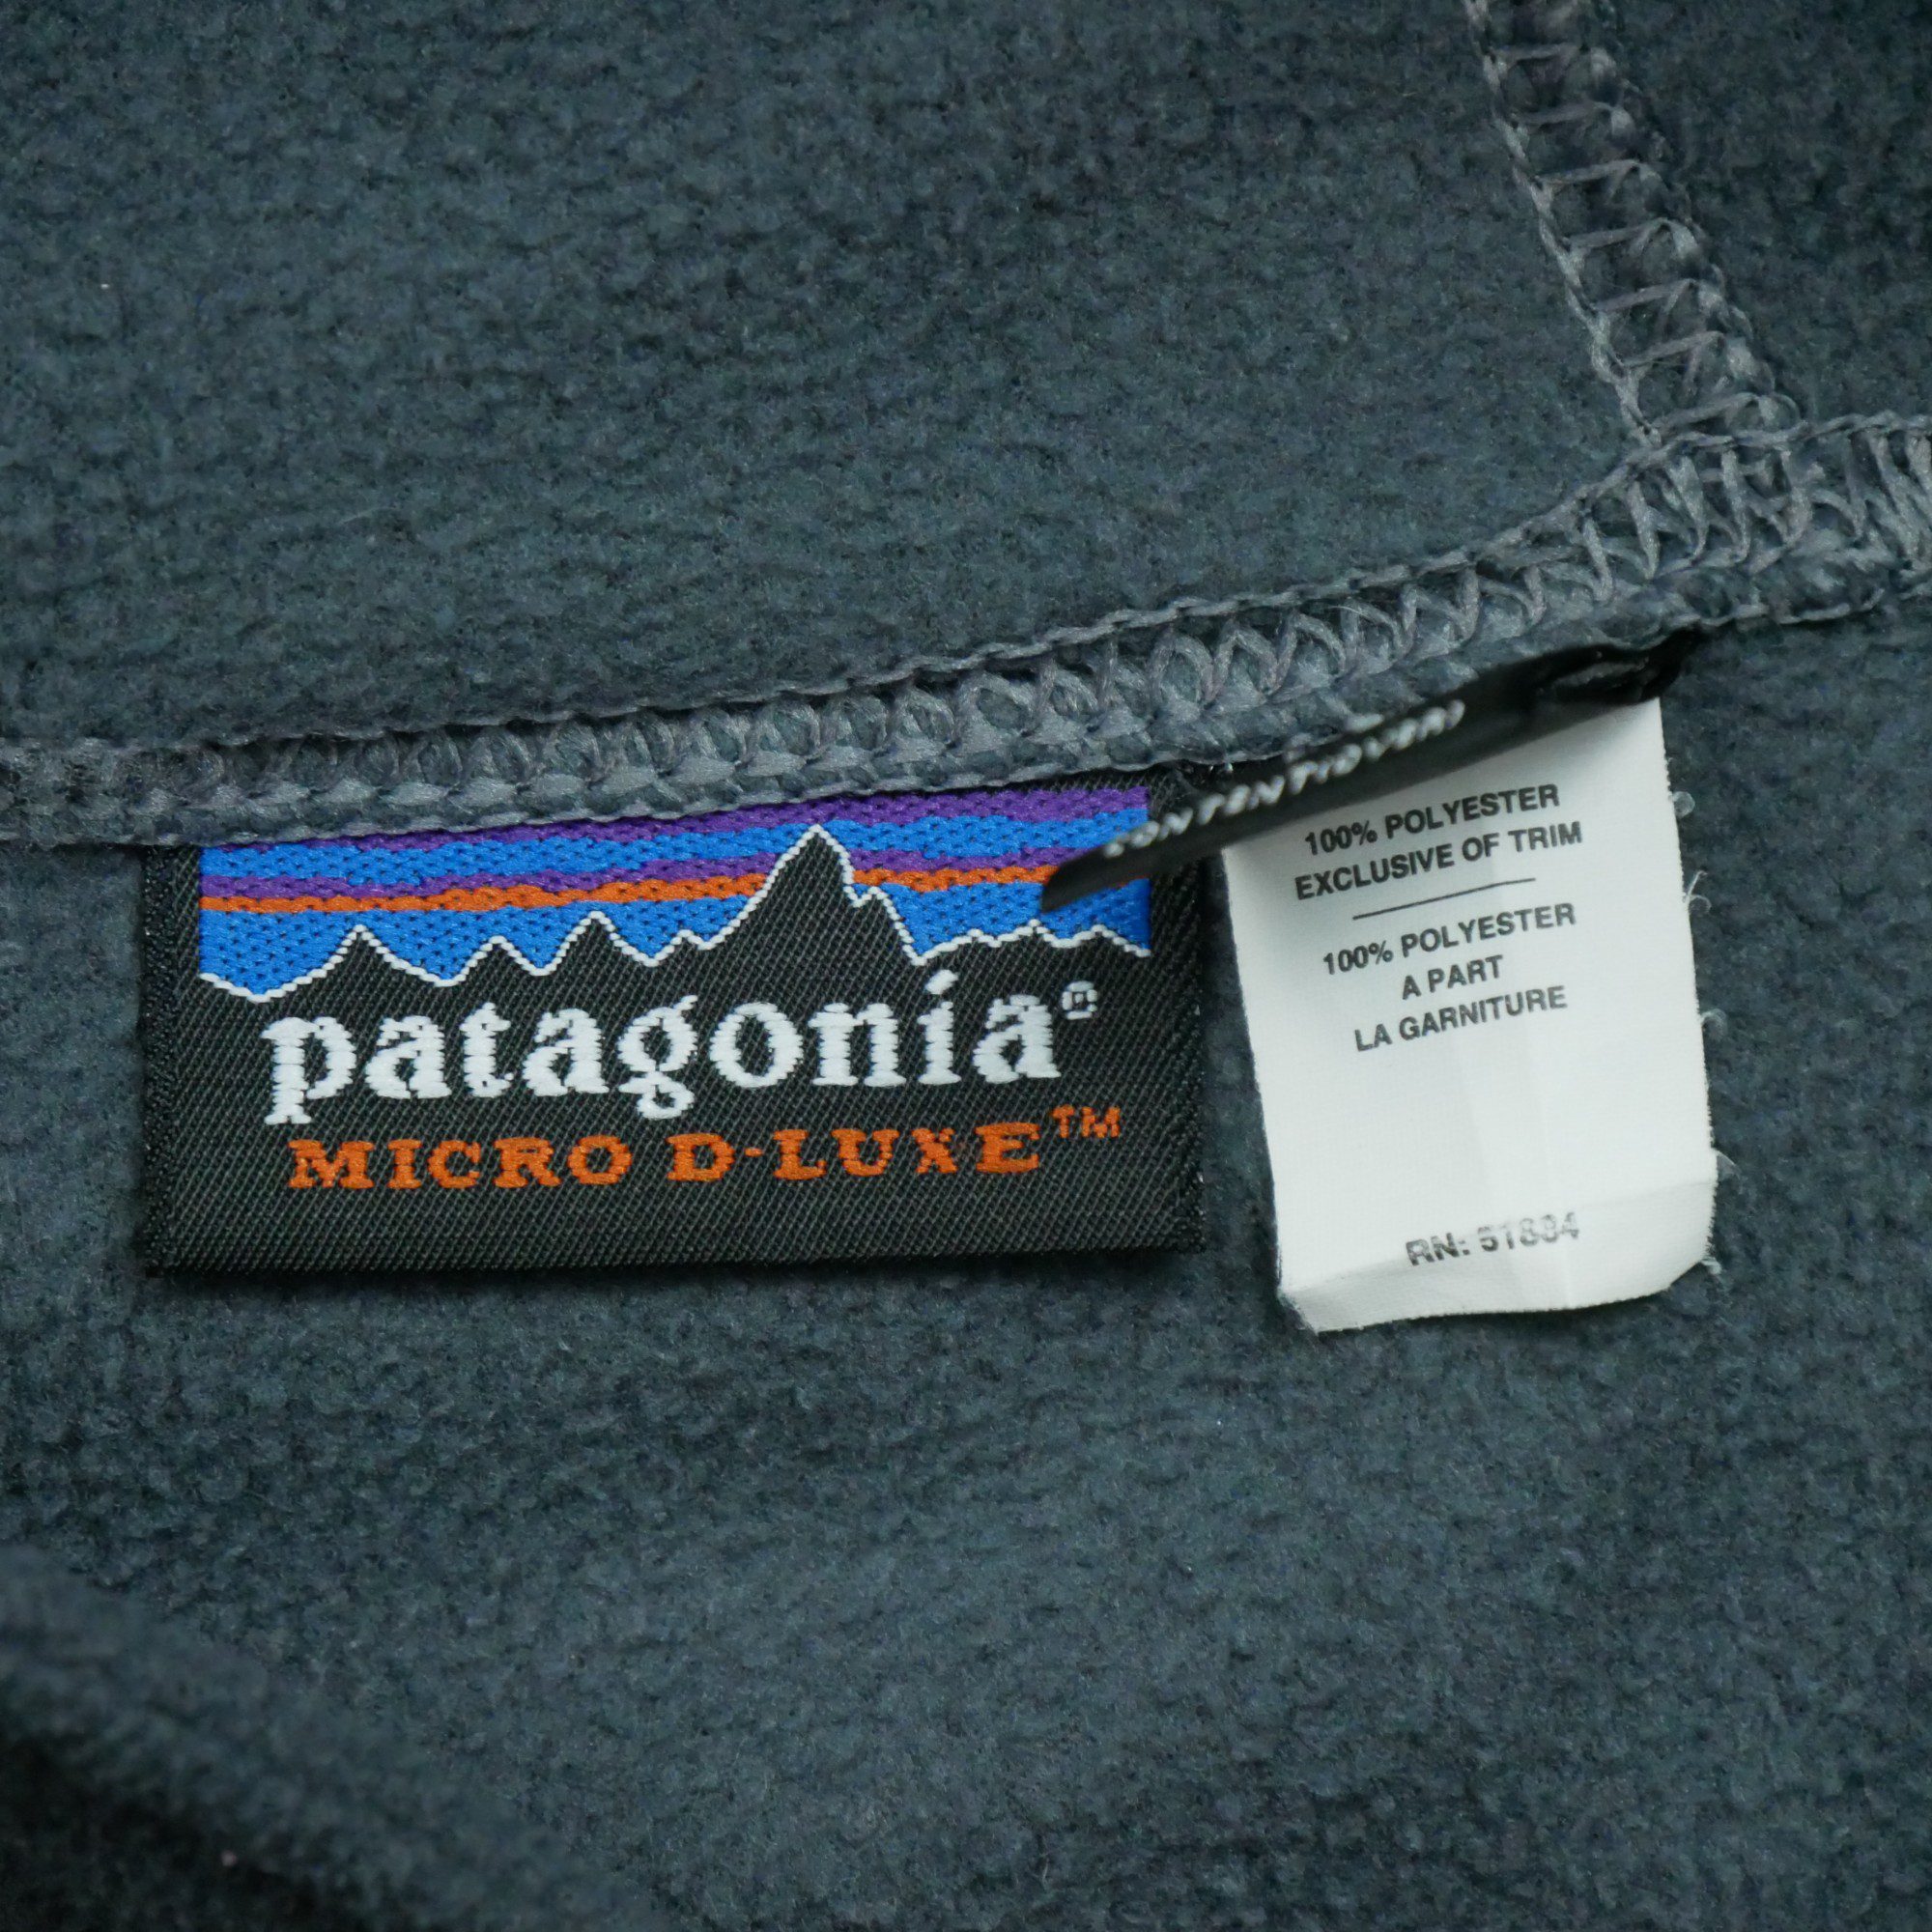 patagonia®
MICRO D-LUXE™
100% POLYESTER
EXCLUSIVE OF TRIM
100% POLYESTER
A PART
LA GARNITURE
RN: 51884